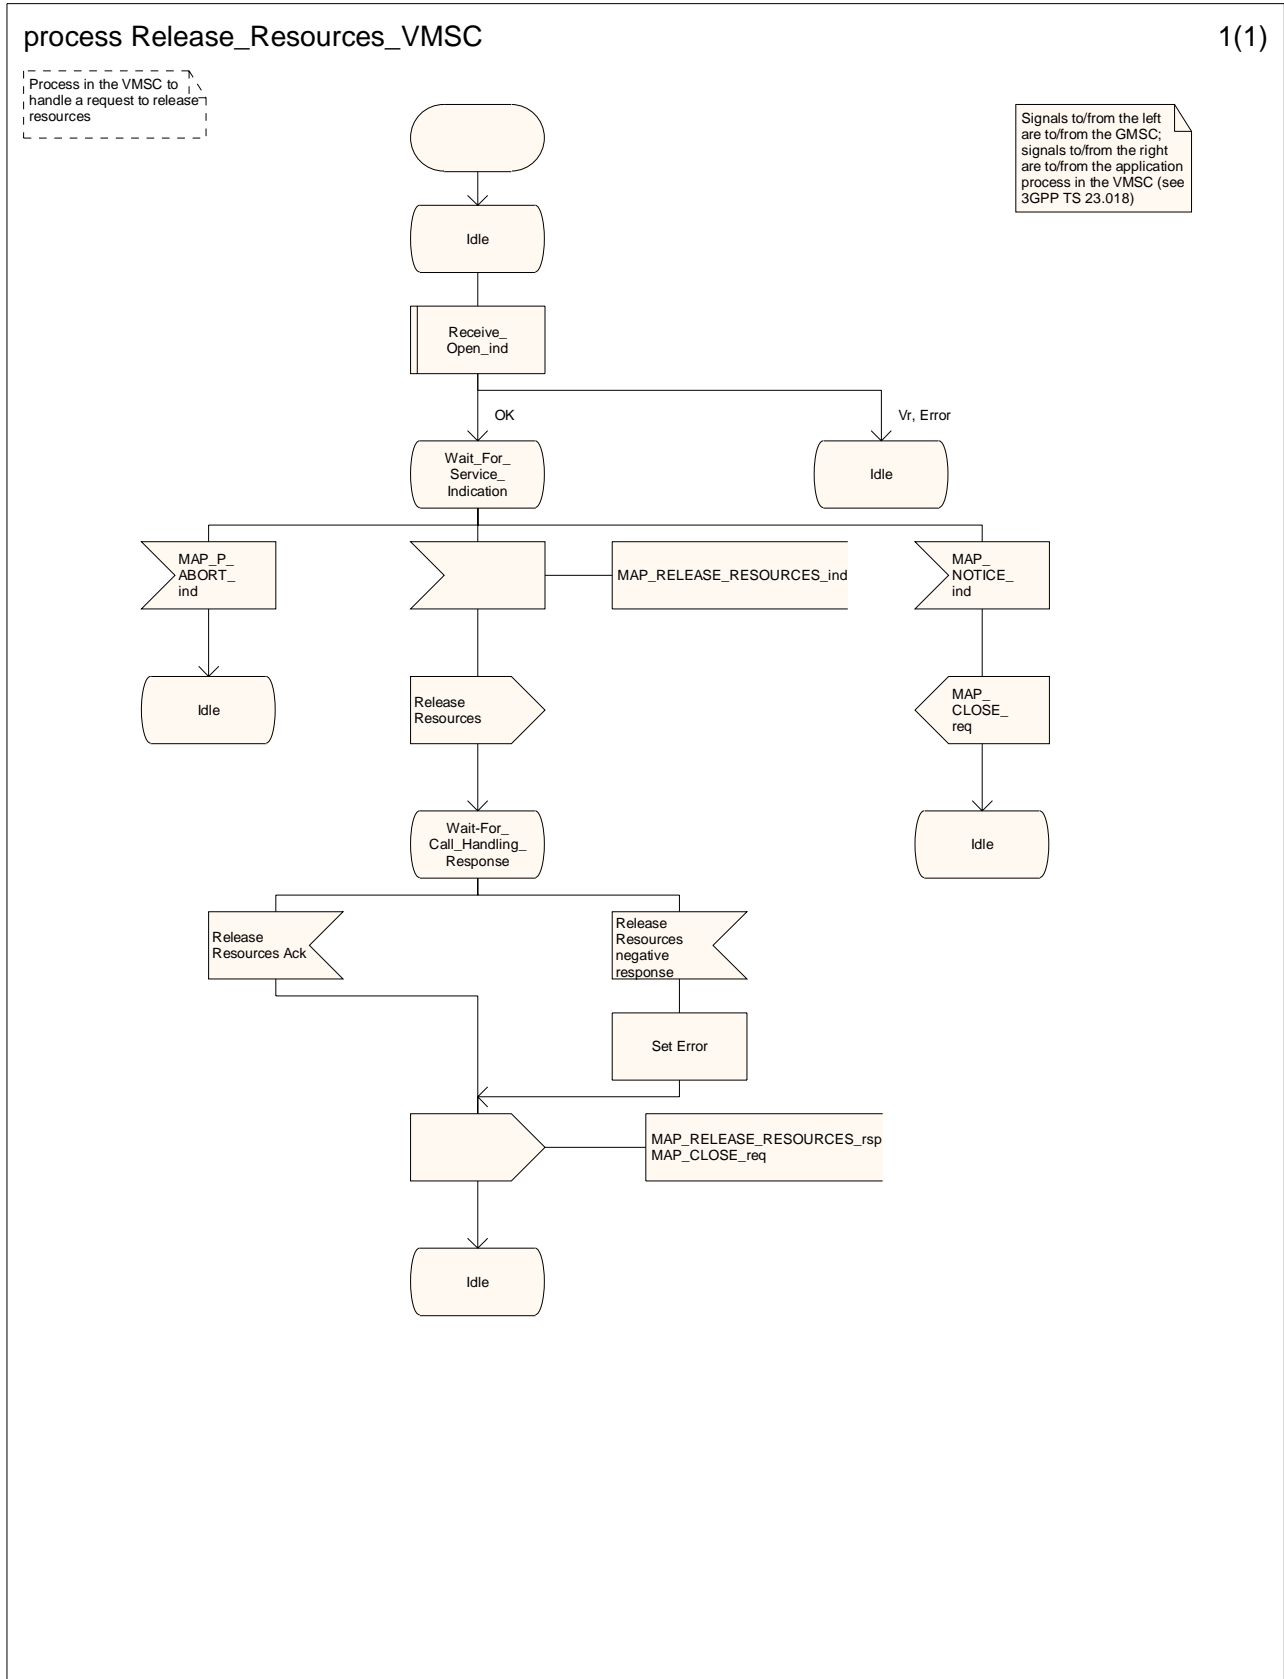 process Release_Resources_VMSC
1(1)
Process in the VMSC to
handle a request to release
resources
Signals to/from the left
are to/from the GMSC;
signals to/from the right
are to/from the application
process in the VMSC (see
3GPP TS 23.018)
Idle
Receive_
Open_ind
OK
Vr, Error
Wait_For_
Service_
Indication
Idle
MAP_P_
ABORT_
ind
MAP_RELEASE_RESOURCES_ind
MAP_
NOTICE_
ind
Idle
Release
Resources
MAP_
CLOSE_
req
Wait-For_
Call_Handling_
Response
Idle
Release
Resources Ack
Release
Resources
negative
response
Set Error
MAP_RELEASE_RESOURCES_rsp
MAP_CLOSE_req
Idle